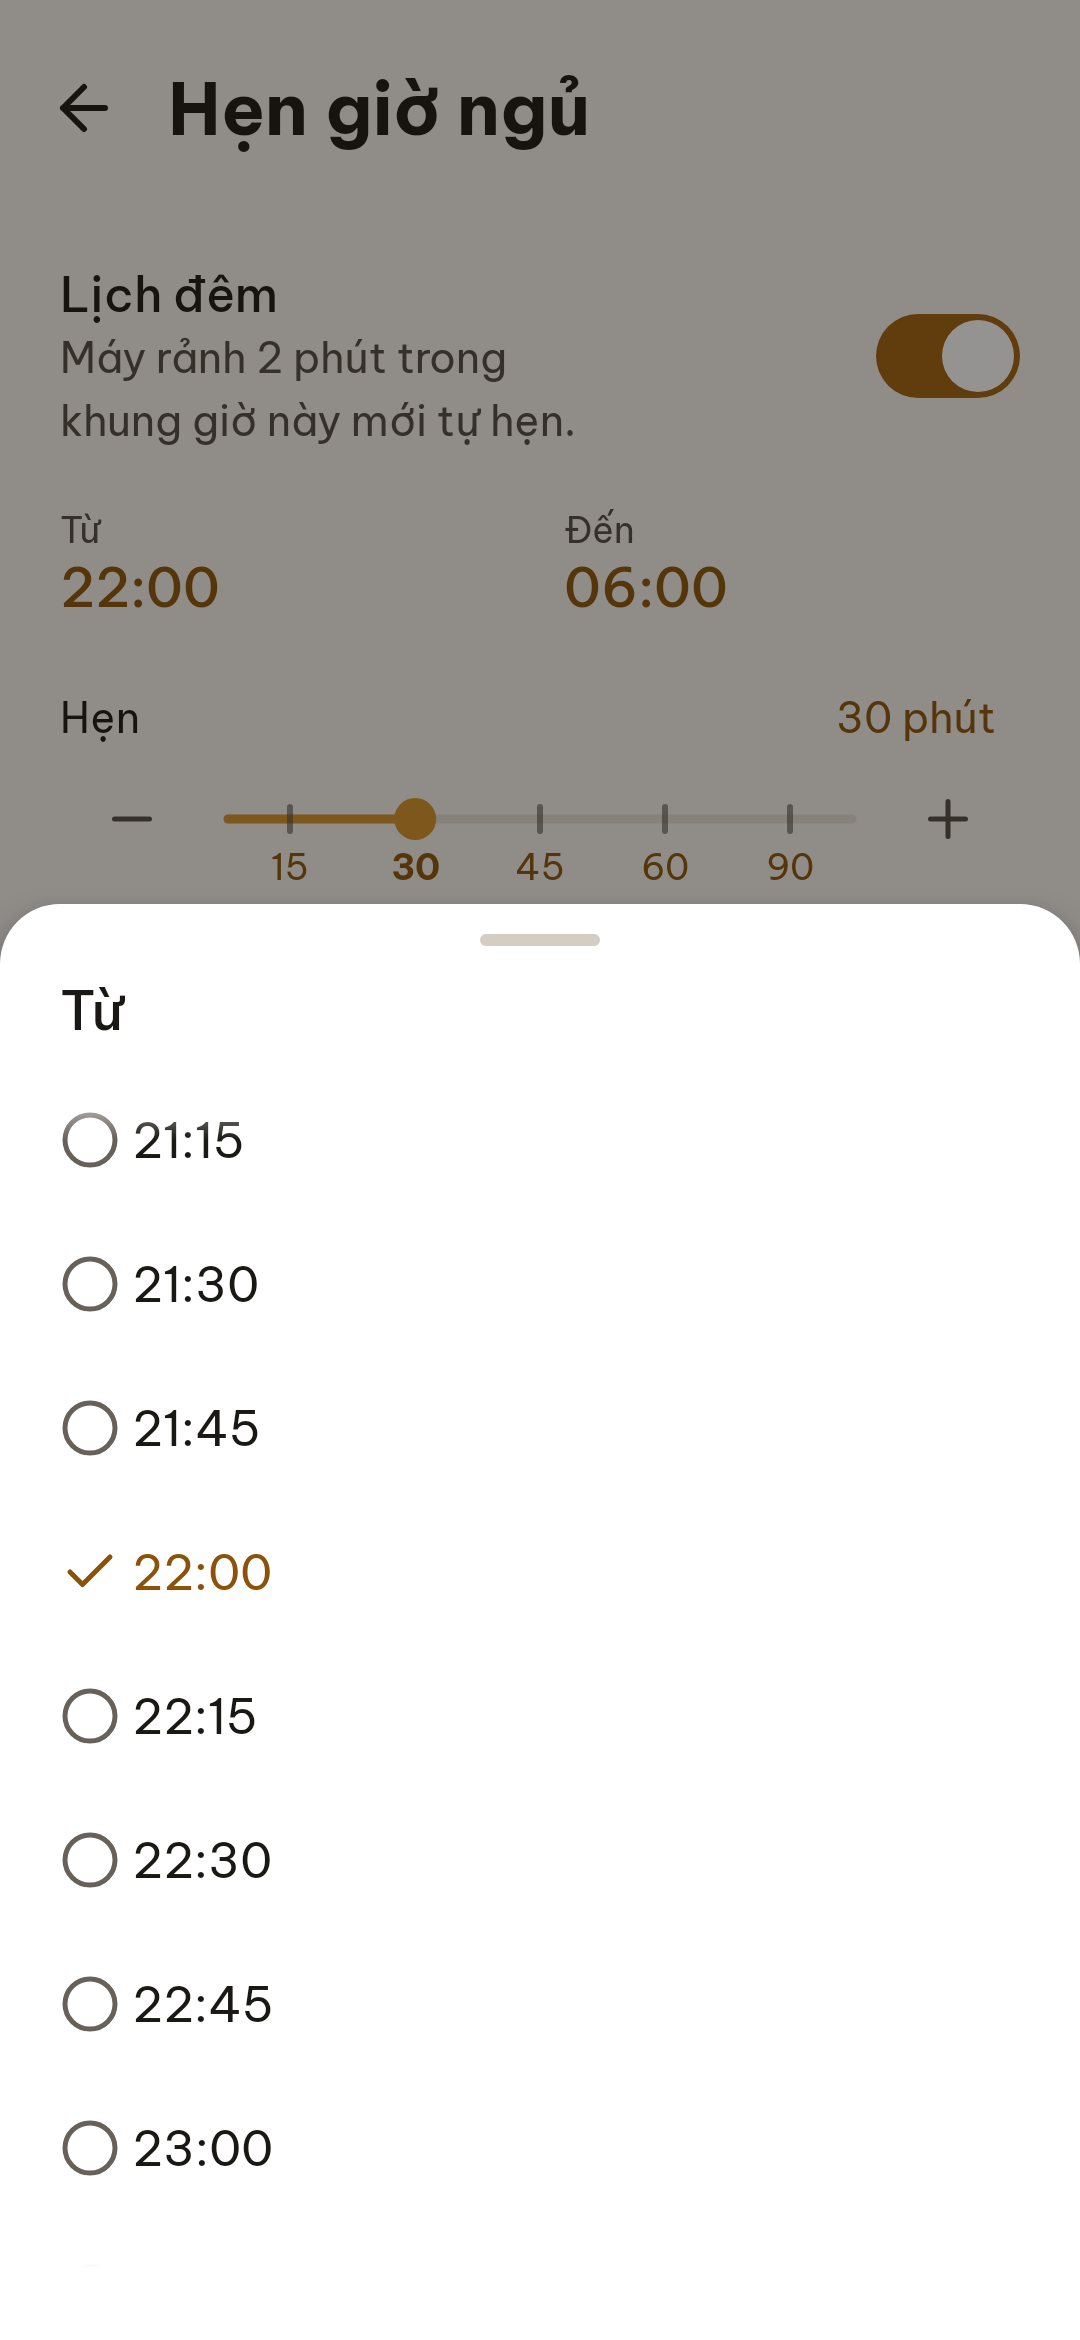 Hẹn giờ ngủ
Lịch đêm
Máy rảnh 2 phút trong
khung giờ này mới tự hẹn.
Từ
Đến
22:00
06:00
Hẹn
30 phút
15
30
45
60
90
Từ
21:15
21:30
21:45
22:00
22:15
22:30
22:45
23:00